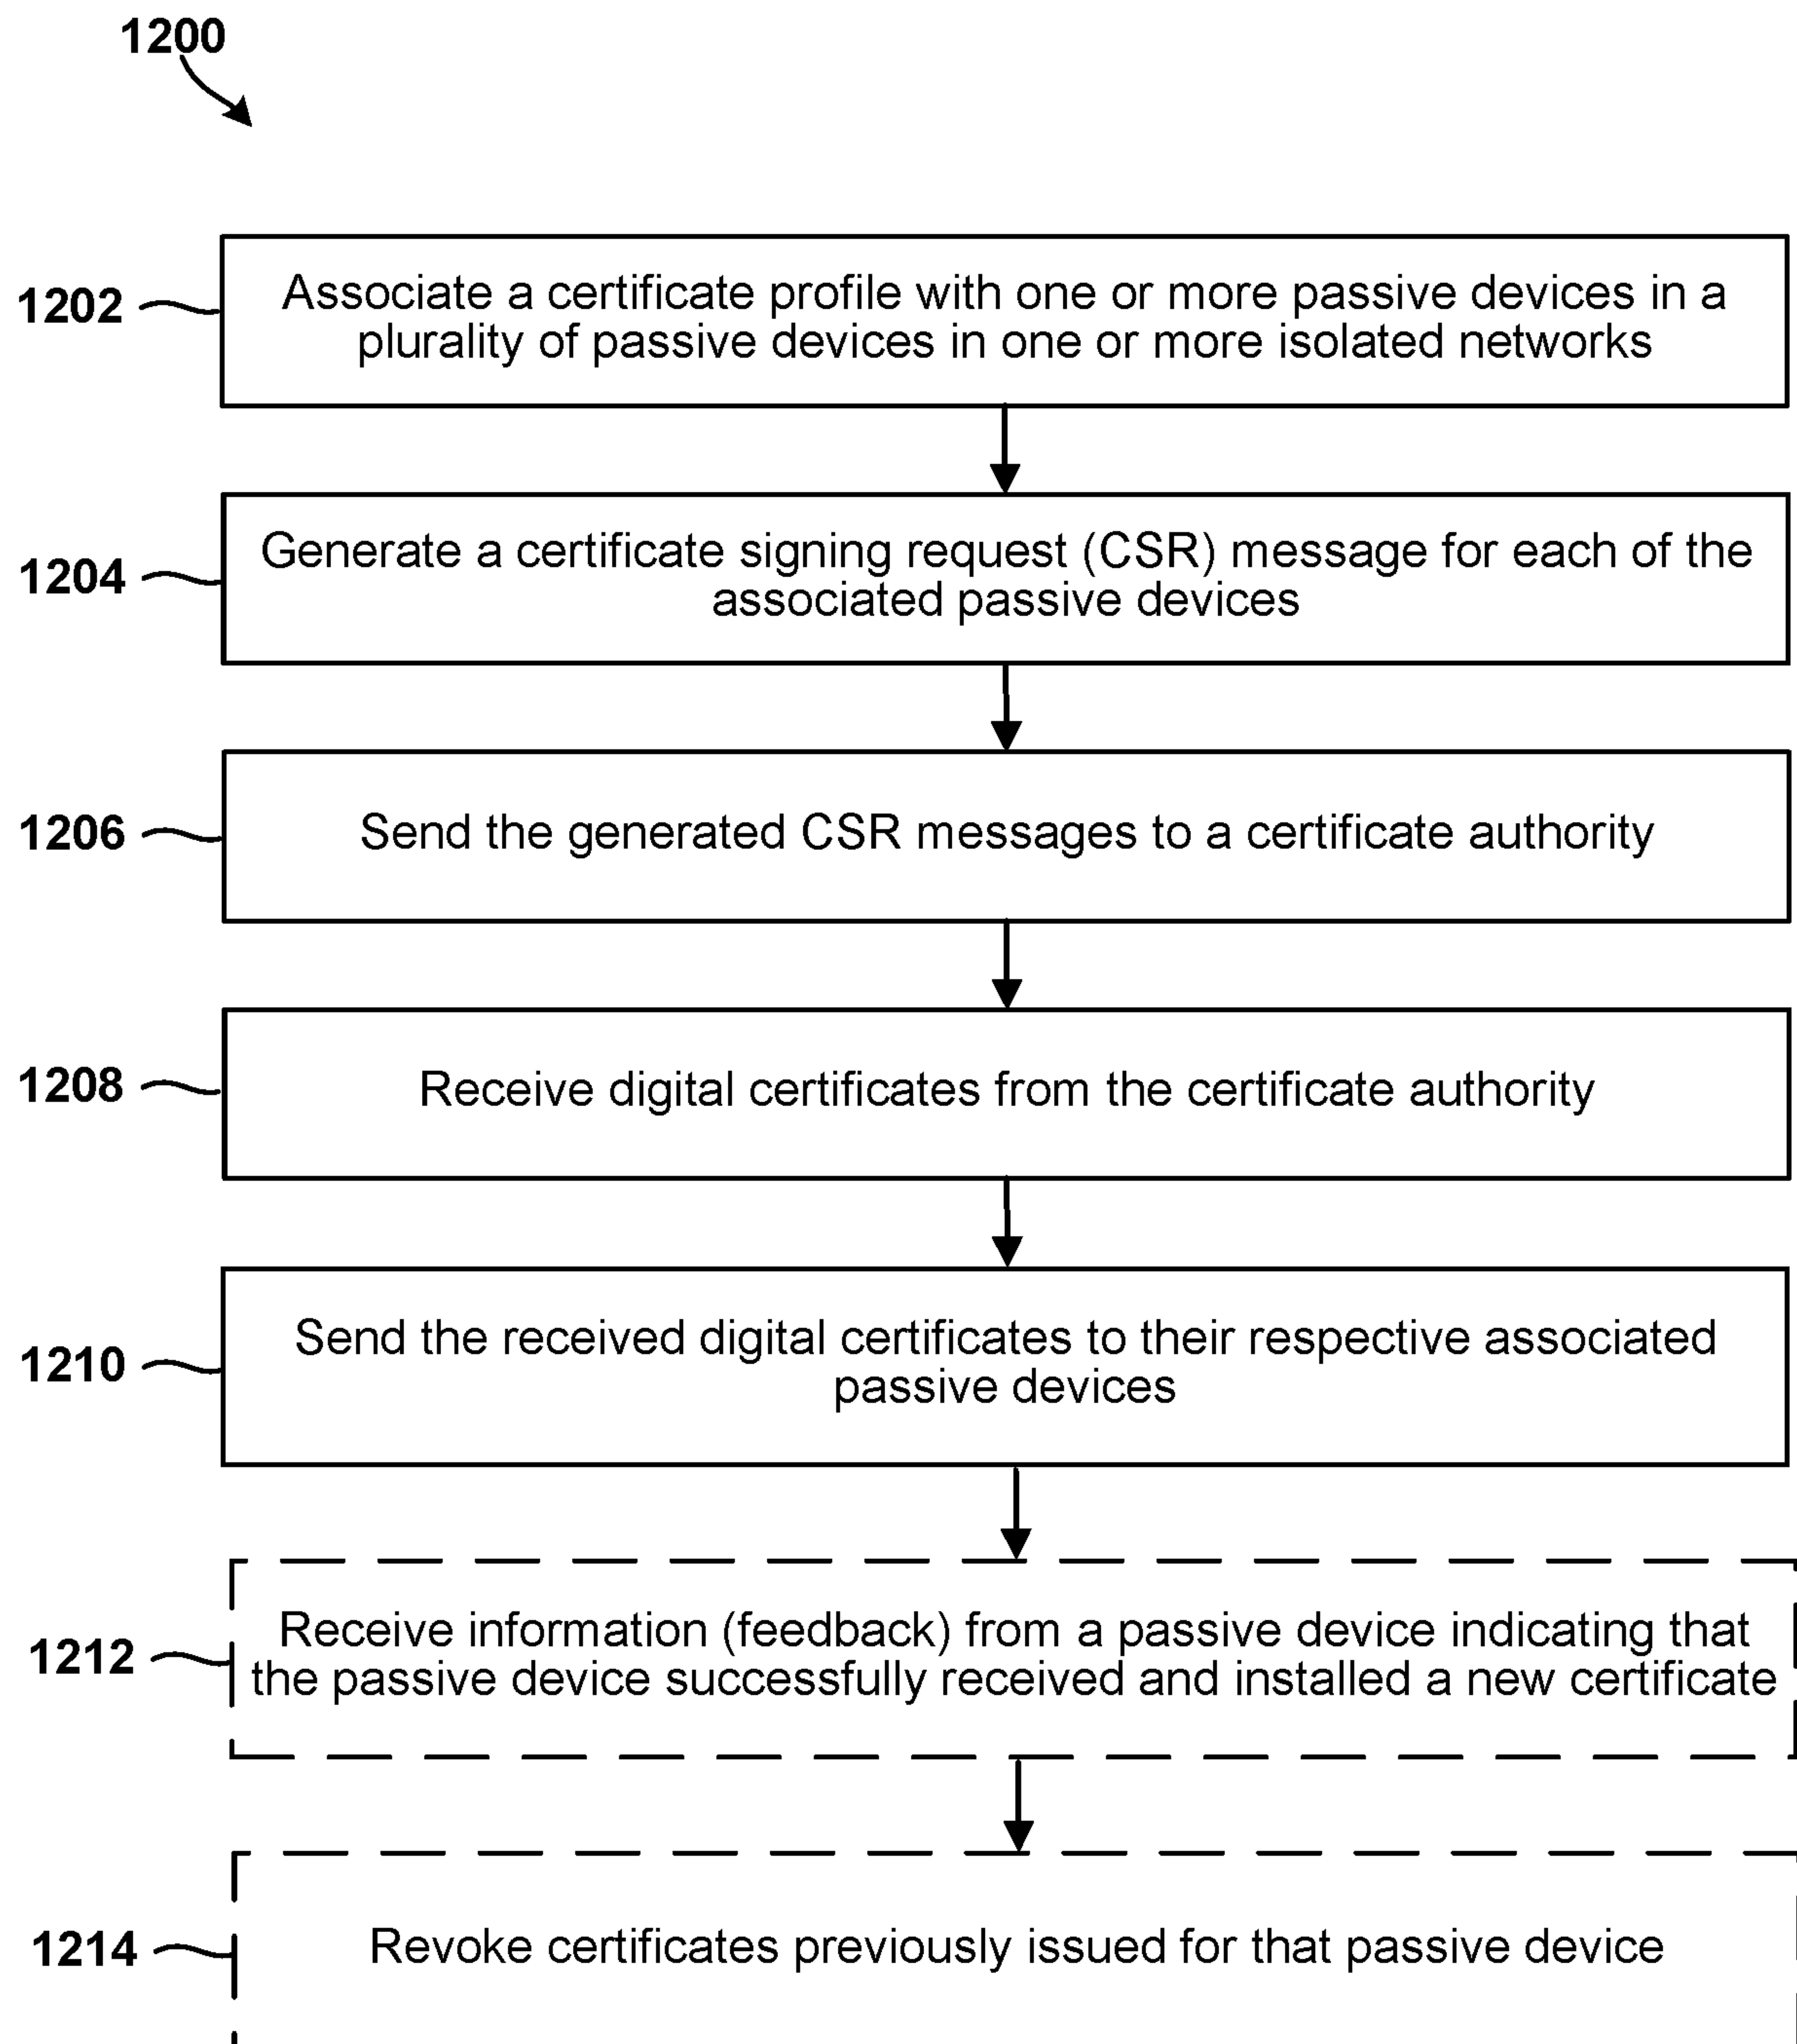 1200
1202
Associate a certificate profile with one or more passive devices in a
plurality of passive devices in one or more isolated networks
1204
Generate a certificate signing request (CSR) message for each of the
associated passive devices
1206
Send the generated CSR messages to a certificate authority
1208
Receive digital certificates from the certificate authority
1210
Send the received digital certificates to their respective associated
passive devices
1212
Receive information (feedback) from a passive device indicating that
the passive device successfully received and installed a new certificate
1214
Revoke certificates previously issued for that passive device